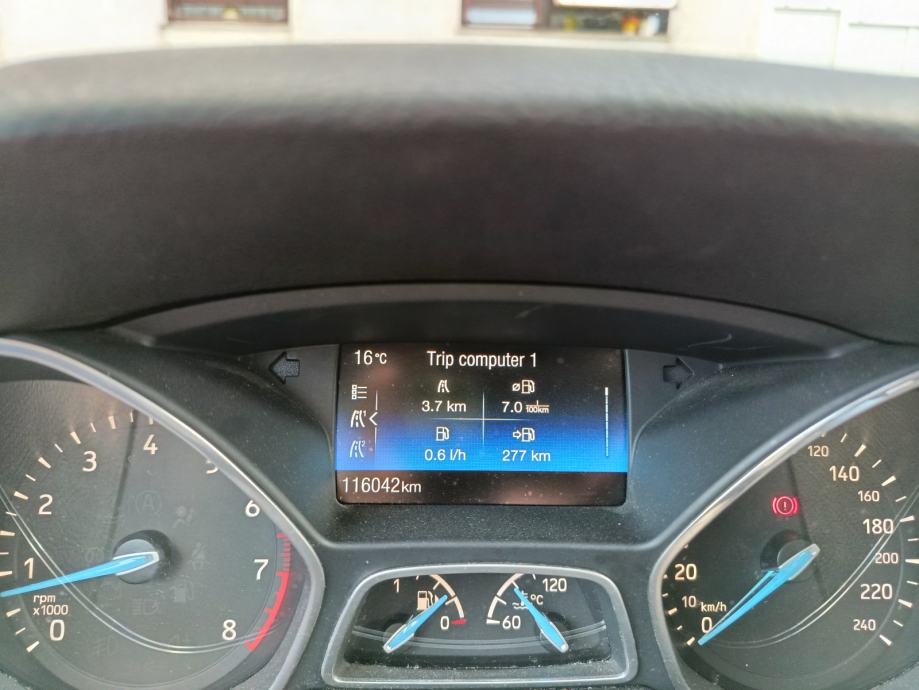 16°C Trip computer 1
3.7 km 7.0 l/100km
0.6 l/h 277 km
116042 km
0 1 2 3 4 5 6 7 8
rpm
x1000
1 0
60 120
°C
0 10 20 120 140 160 180 200 220 240
km/h